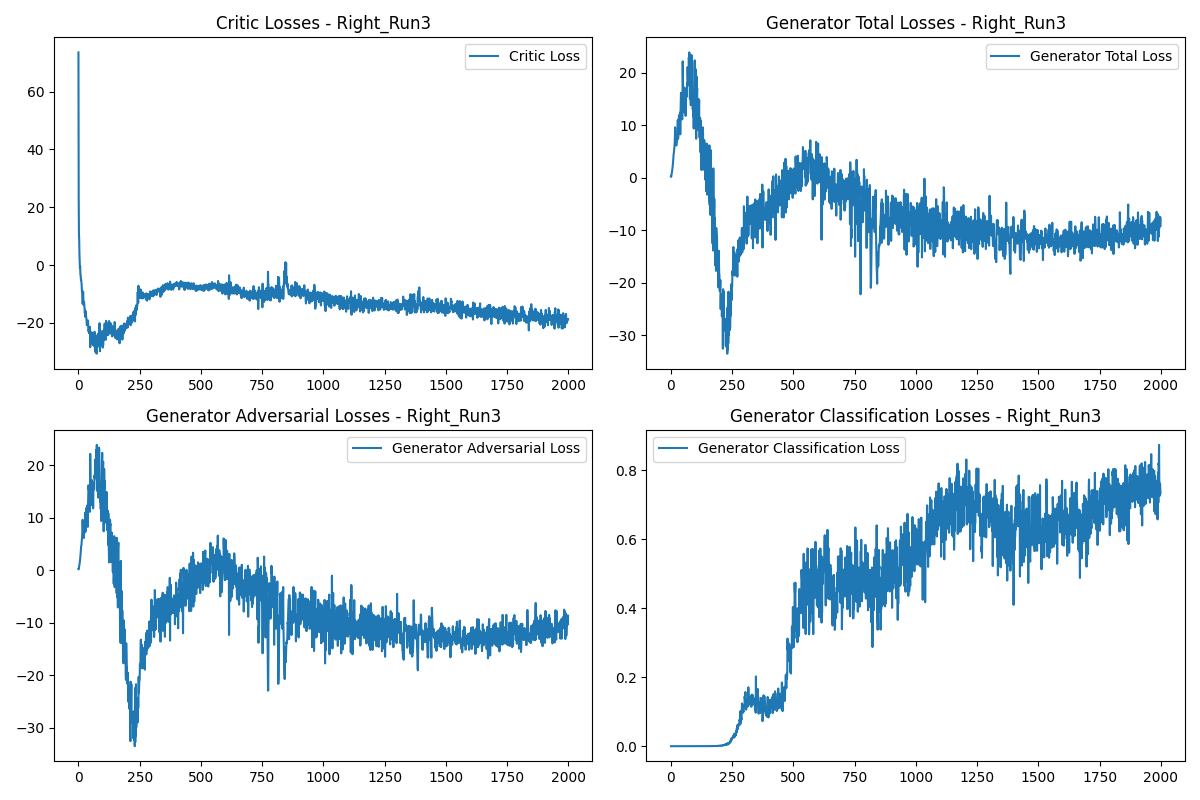 Critic Losses - Right_Run3
Critic Loss
60
40
20
0
−20
0 250 500 750 1000 1250 1500 1750 2000
Generator Total Losses - Right_Run3
Generator Total Loss
20
10
0
−10
−20
−30
0 250 500 750 1000 1250 1500 1750 2000
Generator Adversarial Losses - Right_Run3
Generator Adversarial Loss
20
10
0
−10
−20
−30
0 250 500 750 1000 1250 1500 1750 2000
Generator Classification Losses - Right_Run3
Generator Classification Loss
0.8
0.6
0.4
0.2
0.0
0 250 500 750 1000 1250 1500 1750 2000